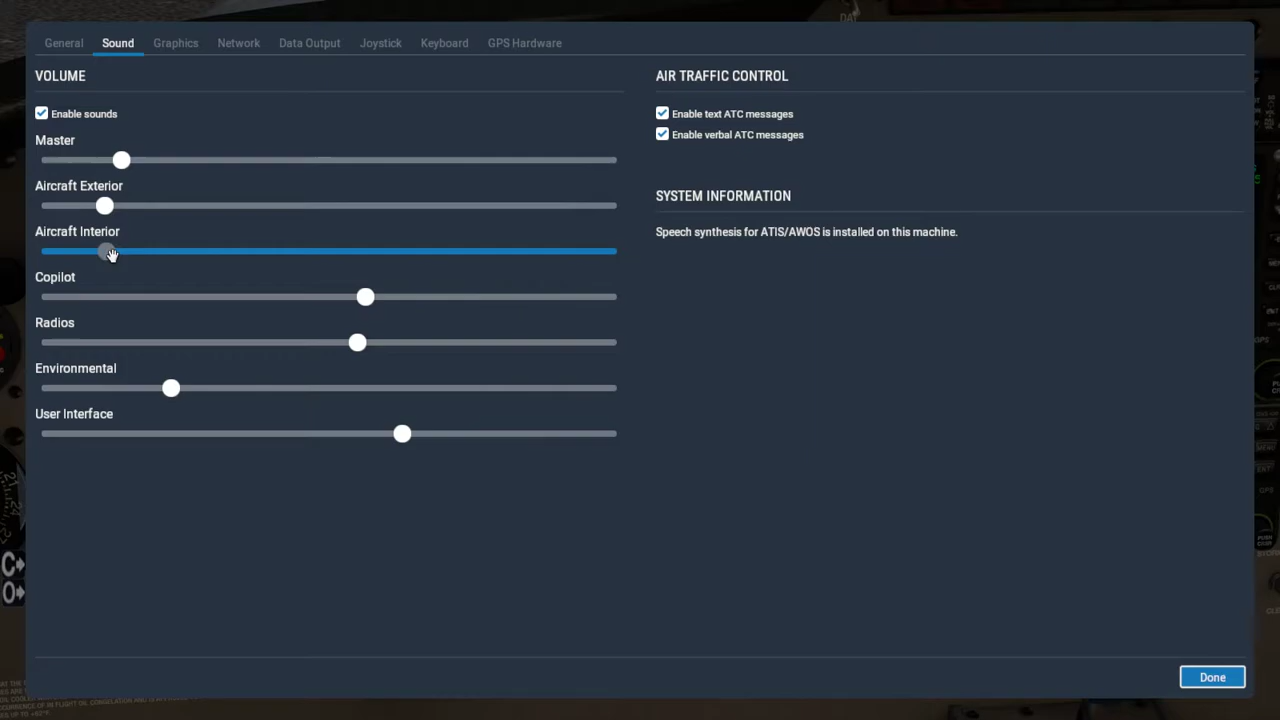 General Sound Graphics Network Data Output Joystick Keyboard GPS Hardware
VOLUME
Enable sounds
Master
Aircraft Exterior
Aircraft Interior
Copilot
Radios
Environmental
User Interface
AIR TRAFFIC CONTROL
Enable text ATC messages
Enable verbal ATC messages
SYSTEM INFORMATION
Speech synthesis for ATIS/AWOS is installed on this machine.
Done
C
O